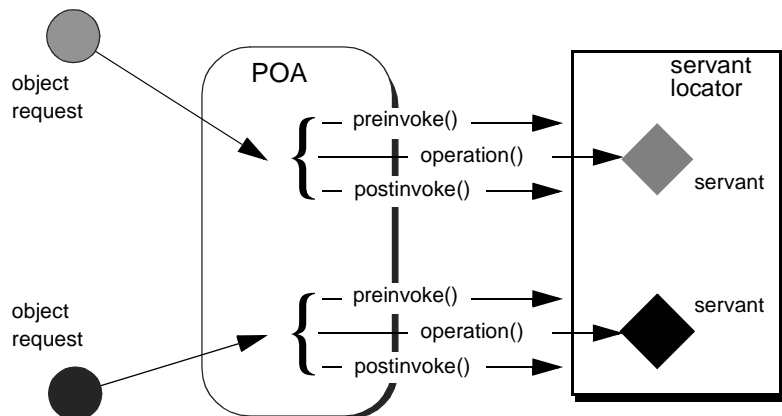 object
request
POA
preinvoke()
operation()
postinvoke()
servant
locator
servant
object
request
preinvoke()
operation()
postinvoke()
servant